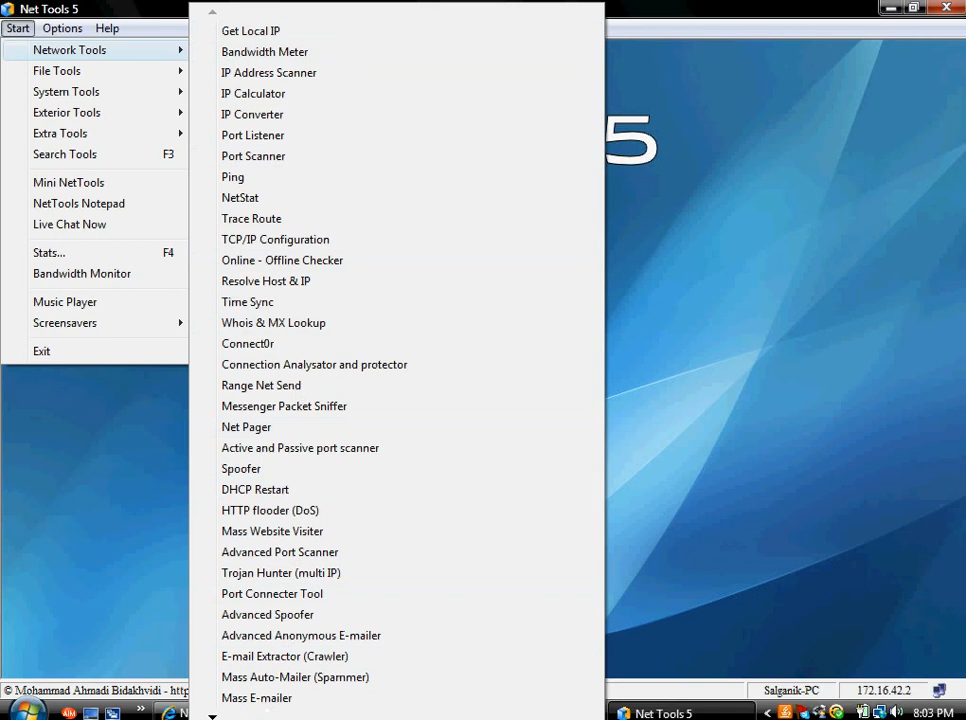 Net Tools 5
Start Options Help
Network Tools
File Tools
System Tools
Exterior Tools
Extra Tools
Search Tools F3
Mini NetTools
NetTools Notepad
Live Chat Now
Stats... F4
Bandwidth Monitor
Music Player
Screensavers
Exit
Get Local IP
Bandwidth Meter
IP Address Scanner
IP Calculator
IP Converter
Port Listener
Port Scanner
Ping
NetStat
Trace Route
TCP/IP Configuration
Online - Offline Checker
Resolve Host & IP
Time Sync
Whois & MX Lookup
Connect0r
Connection Analysator and protector
Range Net Send
Messenger Packet Sniffer
Net Pager
Active and Passive port scanner
Spoofer
DHCP Restart
HTTP flooder (DoS)
Mass Website Visiter
Advanced Port Scanner
Trojan Hunter (multi IP)
Port Connecter Tool
Advanced Spoofer
Advanced Anonymous E-mailer
E-mail Extractor (Crawler)
Mass Auto-Mailer (Spammer)
Mass E-mailer
5
© Mohammad Ahmadi Bidakhvidi - http
Salganik-PC
172.16.42.2
AIM
» N
Net Tools 5
8:03 PM